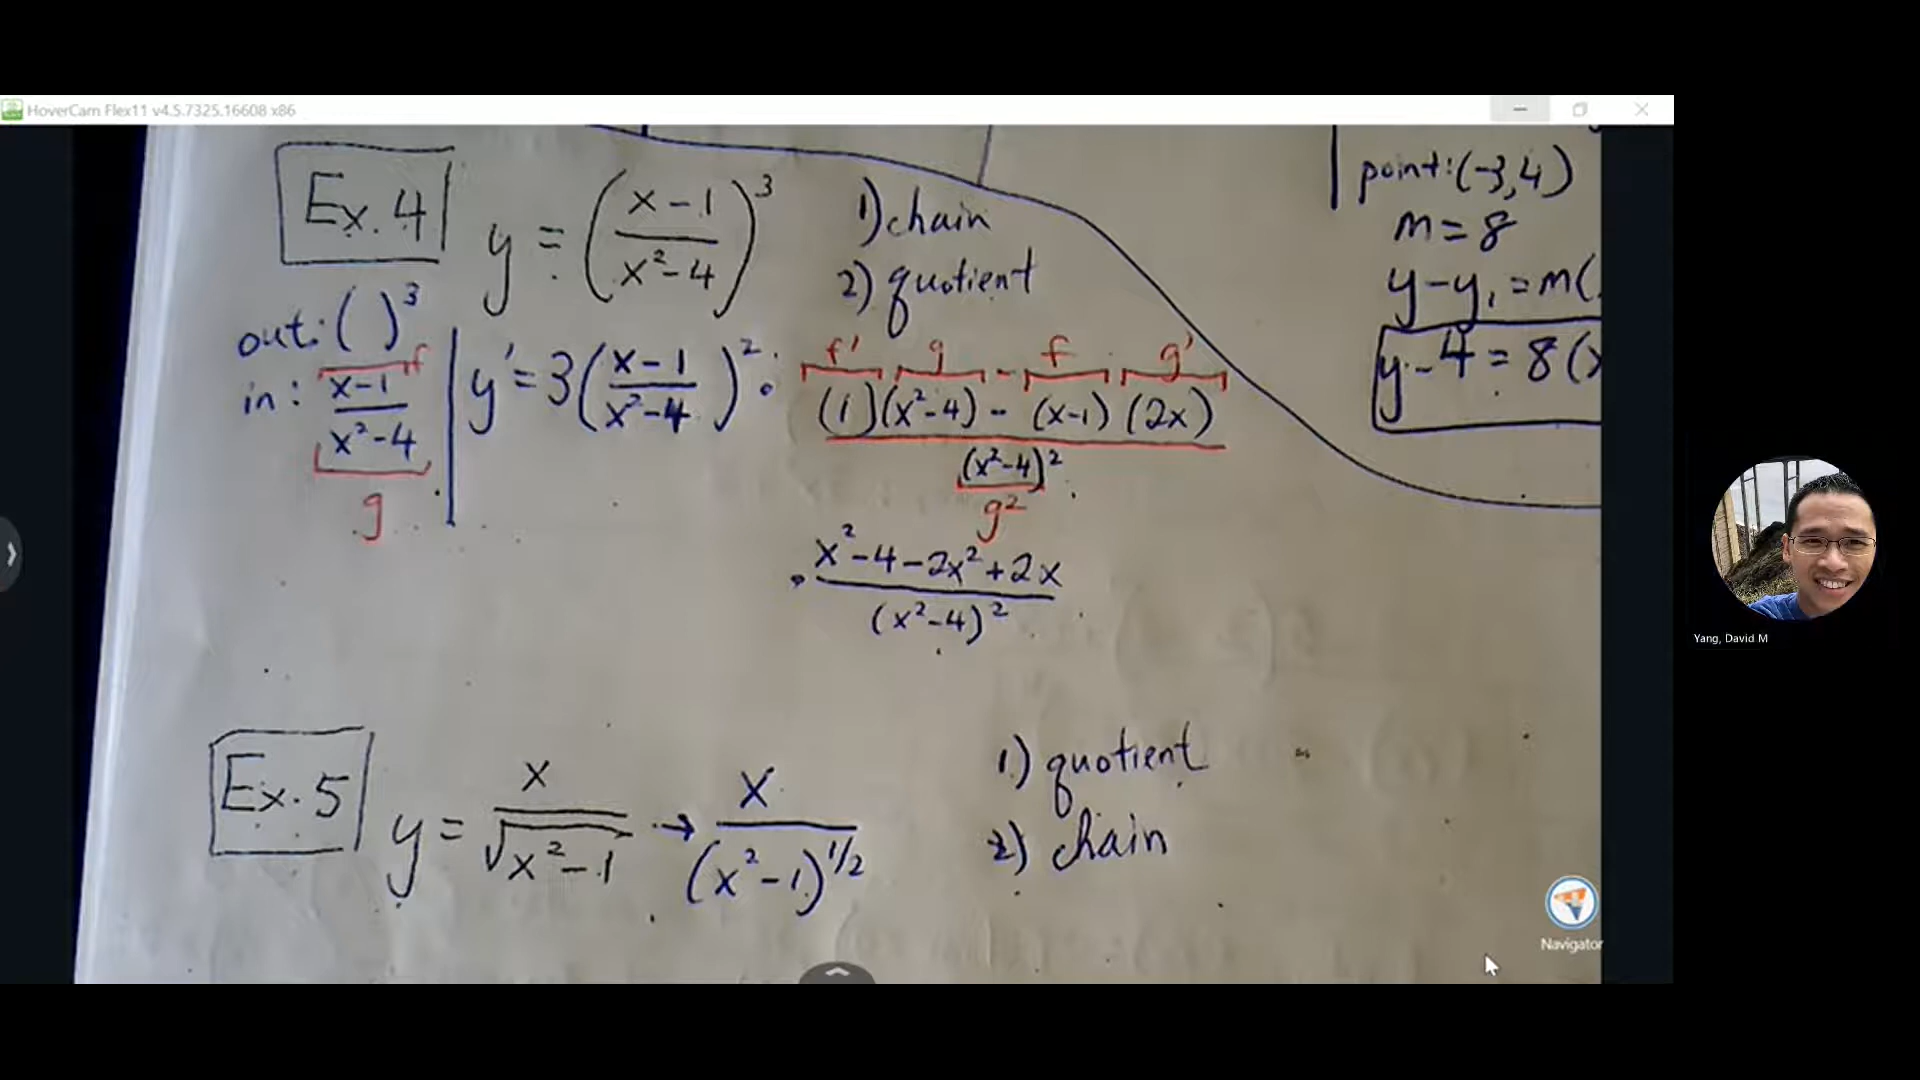 HoverCam Flex11 v4.5.7325.16608 x86
Ex. 4 y = ((x-1)/(x²-4))³
1) chain
2) quotient
out: ( )³
in: (x-1)/(x²-4)
f
g
y' = 3((x-1)/(x²-4))² ·
f' g - f g'
(1)(x²-4) - (x-1)(2x)
(x²-4)²
g²
· x²-4-2x²+2x
(x²-4)²
point: (-3,4)
m = 8
y-y₁ = m(
y-4 = 8(x
Ex. 5 y = x/√(x²-1) → x/(x²-1)^1/2
1) quotient
2) chain
Navigator
Yang, David M